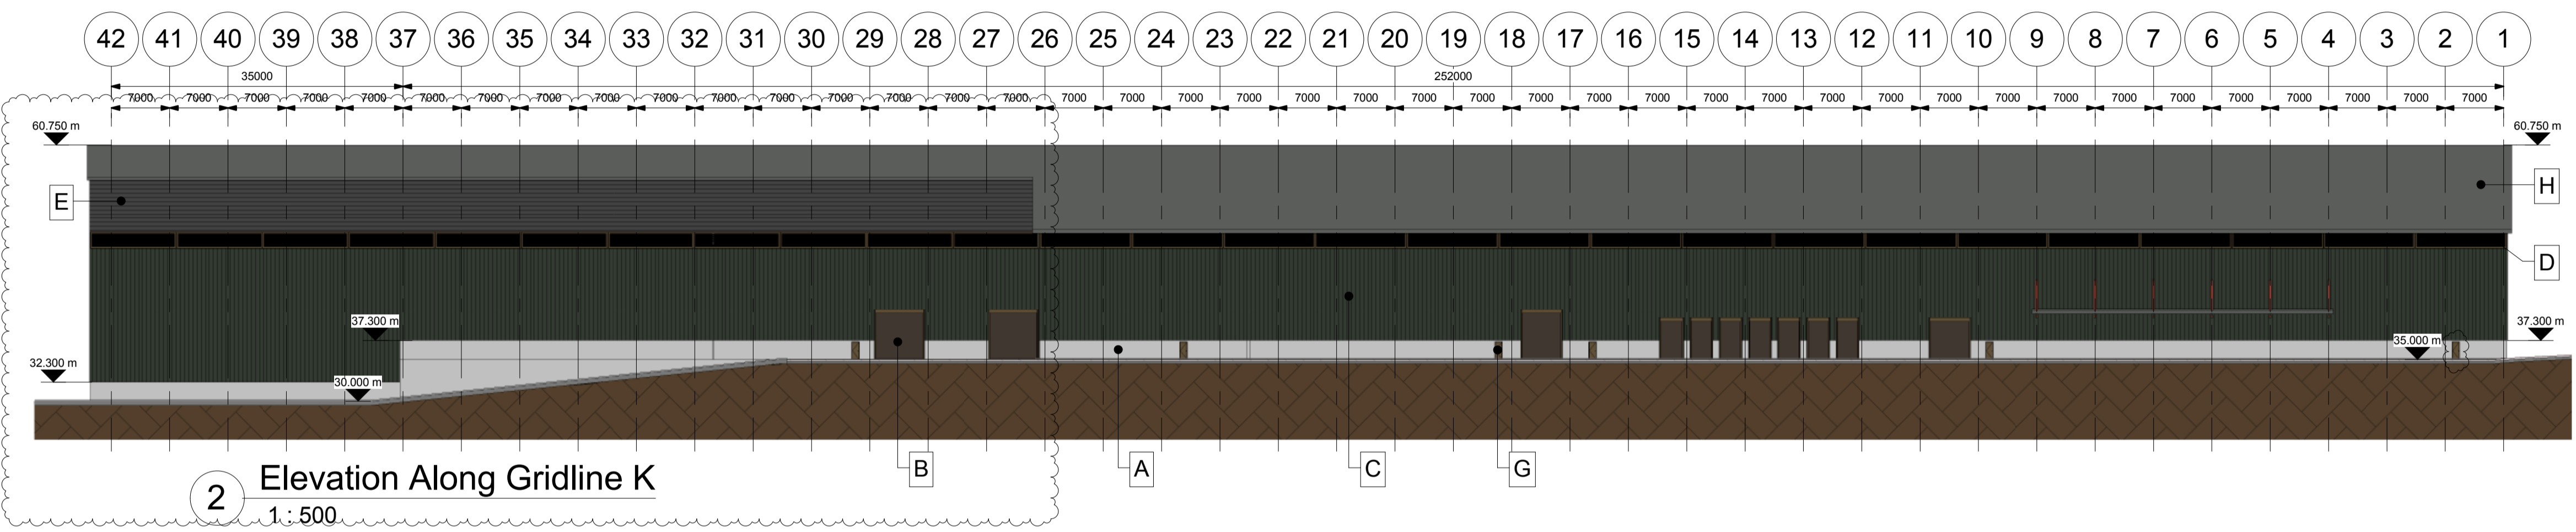 42 41 40 39 38 37 36 35 34 33 32 31 30 29 28 27 26 25 24 23 22 21 20 19 18 17 16 15 14 13 12 11 10 9 8 7 6 5 4 3 2 1
35000 252000
7000 7000 7000 7000 7000 7000 7000 7000 7000 7000 7000 7000 7000 7000 7000 7000 7000 7000 7000 7000 7000 7000 7000 7000 7000 7000 7000 7000 7000 7000 7000 7000 7000 7000 7000 7000 7000 7000 7000 7000 7000
60.750 m 60.750 m
E H
D
37.300 m 37.300 m
35.000 m
32.300 m 30.000 m
B A C G
2 Elevation Along Gridline K
1 : 500